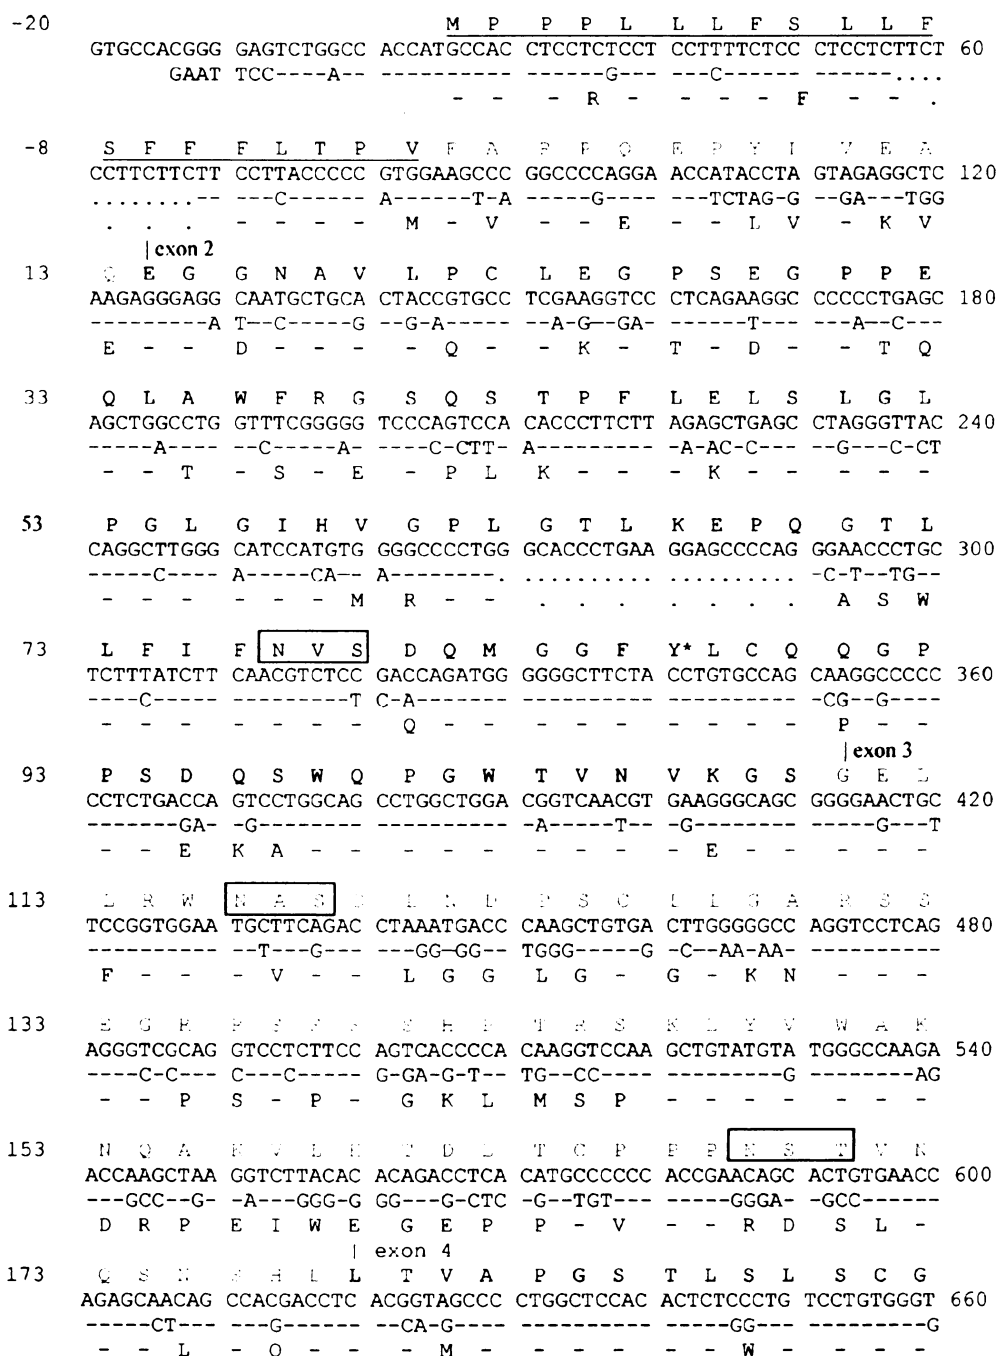 -20 M P P P L L L F S L L F
GTGCCACGGG GAGTCTGGCC ACCATGCCAC CTCCTCTCCT CCTTTTCTCC CTCCTCTTCT 60
GAAT TCC----A--- ---------- ------G--- ---C------ ------....
- - - R - - - - F - - .
-8 S F F F L T P V
CCTTCTTCTT CCTTACCCCC GTGGAAGCCC GGCCCCAGGA ACCATACCTA GTAGAGGCTC 120
........-- ---C------ A-----T-A- ----G----- ---TCTAG-G --GA---TGG
. . . - - - - M - V - - E - - L V - K V
| exon 2
13 Q E G G N A V L P C L E G P S E G P P E
AAGAGGGAGG CAATGCTGCA CTACCGTGCC TCGAAGGTCC CTCAGAAGGC CCCCCTGAGC 180
---------A T--C-----G --G-A----- ---A-G--GA- ------T--- ---A--C---
E - - D - - - - Q - - K - T - D - - T Q
33 Q L A W F R G S Q S T P F L E L S L G L
AGCTGGCCTG GTTTCGGGGG TCCCAGTCCA CACCCTTCTT AGAGCTGAGC CTAGGGTTAC 240
-----A---- ---C-----A- ----C-CTT- A--------- A-AC-C--- ---G---C-CT
- - T - S - E - P L K - - - K - - - - -
53 P G L G I H V G P L G T L K E P Q G T L
CAGGCTTGGG CATCCATGTG GGGCCCCTGG GCACCCTGAA GGAGCCCCAG GGAACCCTGC 300
-----C---- A-----CA-- A--------. .......... .......... -C-T--TG--
- - - - - - M R - - . . . . . . . A S W
73 L F I F N V S D Q M G G F Y* L C Q Q G P
TCTTTATCTT CAACGTCTCC GACCAGATGG GGGGCTTCTA CCTGTGCCAG CAAGGCCCCC 360
----C----- ---------T C-A------- ---------- ---------- CG--G-----
- - - - - - - Q - - - - - - - - P - -
| exon 3
93 P S D Q S W Q P G W T V N V K G S G E L
CCTCTGACCA GTCCTGGCAG CCTGGCTGGA CGGTCAACGT GAAGGGCAGC GGGGAACTGC 420
-------GA- -G-------- ---------- -A-----T-- -G-------- -----G---T
- - E K A - - - - - - - - E - - - - -
113 L R W N A S D L N D P S C D L G A R S S
TCCGGTGGAA TGCTTCAGAC CTAAATGACC CAAGCTGTGA CTTGGGGGCC AGGTCCTCAG 480
---------- --T---G--- ---GG-GG-- TGGG-----G -C--AA-AA- ----------
F - - - V - - L G G L G - G - K N - - -
133
AGGGTCGCAG GTCCTCTTCC AGTCACCCCA CAAGGTCCAA GCTGTATGTA TGGGCCAAGA 540
----C-C--- C---C----- G-GA-G-T-- TG--CC---- ---------G --------AG
- - P S - P - G K L M S P - - - - - - -
153
ACCAAGCTAA GGTCTTACAC ACAGACCTCA CATGCCCCCC ACCGAACAGC ACTGTGAACC 600
---GCC--G- -A---GGG-G GG---G-CTC -G--TGT--- ------GGGA- -GCC------
D R P E I W E G E P P - V - - R D S L -
| exon 4
173 L T V A P G S T L S L S C G
AGAGCAACAG CCACGACCTC ACGGTAGCCC CTGGCTCCAC ACTCTCCCTG TCCTGTGGGT 660
-----CT--- ----G----- ---CA-G--- ---------- ------GG-- ---------G
- - L - Q - - - M - - - - - - W - - - -